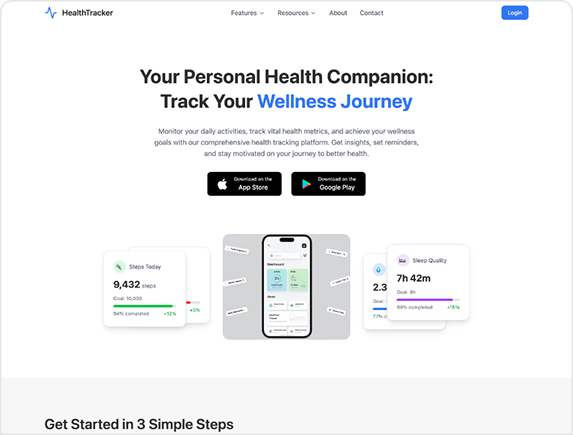 HealthTracker
Features
Resources
About
Contact
Login
Your Personal Health Companion:
Track Your Wellness Journey
Monitor your daily activities, track vital health metrics, and achieve your wellness
goals with our comprehensive health tracking platform. Get insights, set reminders,
and stay motivated on your journey to better health.
Download on the
App Store
Download on the
Google Play
Steps Today
9,432 steps
Goal: 10,000
94% completed
+12%
+5%
Dashboard
2.3
Goal:
77% c
Sleep Quality
7h 42m
Goal: 8h
89% completed
+15%
Get Started in 3 Simple Steps